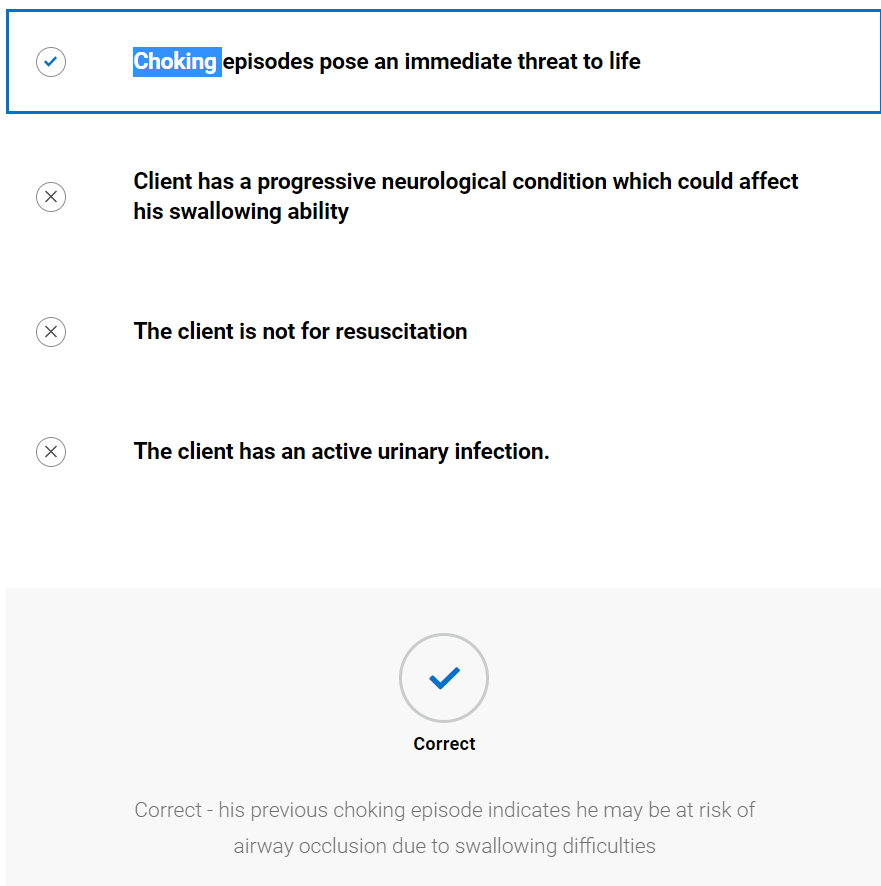 Choking episodes pose an immediate threat to life
Client has a progressive neurological condition which could affect
his swallowing ability
The client is not for resuscitation
The client has an active urinary infection.
Correct
Correct - his previous choking episode indicates he may be at risk of
airway occlusion due to swallowing difficulties